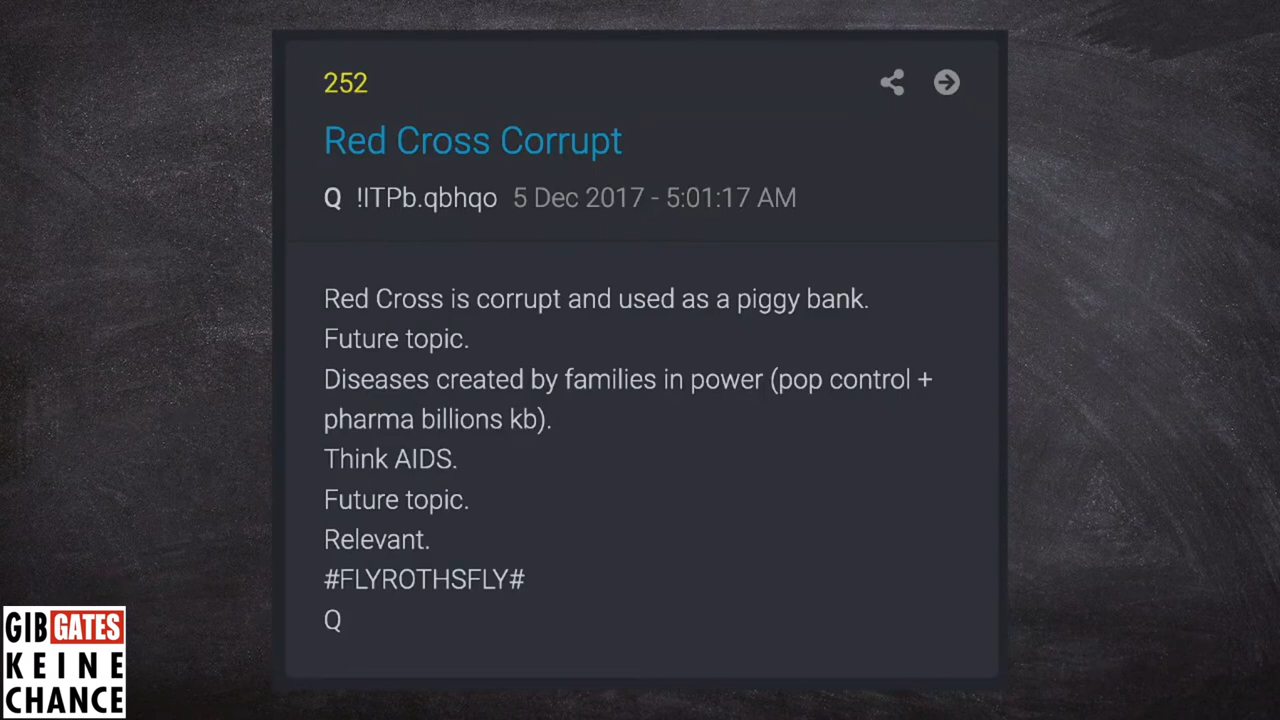 252
Red Cross Corrupt
Q !ITPb.qbhqo 5 Dec 2017 - 5:01:17 AM
Red Cross is corrupt and used as a piggy bank.
Future topic.
Diseases created by families in power (pop control +
pharma billions kb).
Think AIDS.
Future topic.
Relevant.
#FLYROTHSFLY#
Q
GIB GATES
KEINE
CHANCE